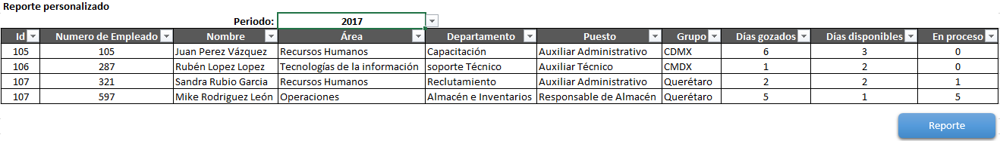 Reporte personalizado
Periodo: 2017
Id Numero de Empleado Nombre Área Departamento Puesto Grupo Días gozados Días disponibles En proceso
105 105 Juan Perez Vázquez Recursos Humanos Capacitación Auxiliar Administrativo CDMX 6 3 0
106 287 Rubén Lopez Lopez Tecnologías de la información soporte Técnico Auxiliar Técnico CMDX 1 2 0
107 321 Sandra Rubio Garcia Recursos Humanos Reclutamiento Auxiliar Administrativo Querétaro 2 2 1
107 597 Mike Rodriguez León Operaciones Almacén e Inventarios Responsable de Almacén Querétaro 5 1 5
Reporte